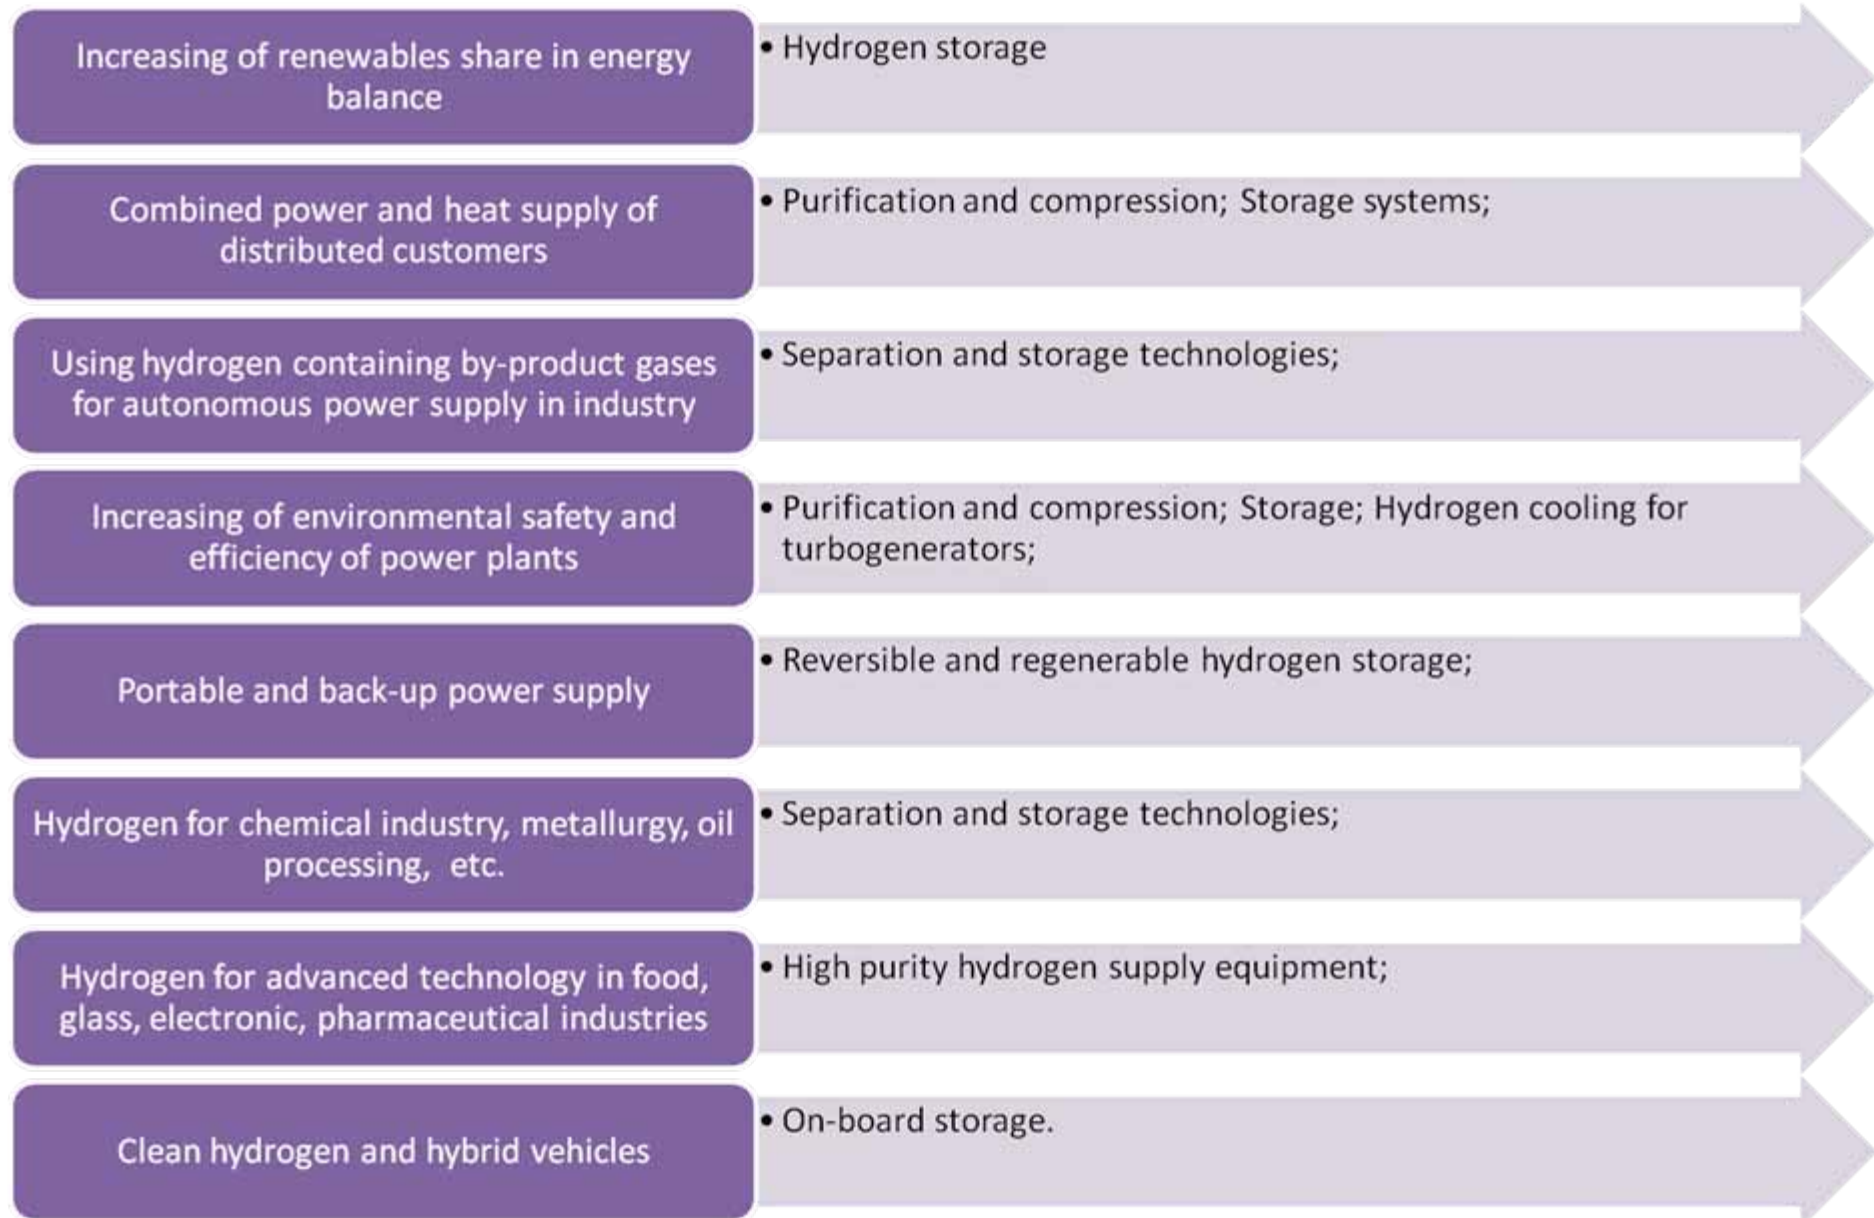 Increasing of renewables share in energy
balance
• Hydrogen storage
Combined power and heat supply of
distributed customers
• Purification and compression; Storage systems;
Using hydrogen containing by-product gases
for autonomous power supply in industry
• Separation and storage technologies;
Increasing of environmental safety and
efficiency of power plants
• Purification and compression; Storage; Hydrogen cooling for
turbogenerators;
Portable and back-up power supply
• Reversible and regenerable hydrogen storage;
Hydrogen for chemical industry, metallurgy, oil
processing, etc.
• Separation and storage technologies;
Hydrogen for advanced technology in food,
glass, electronic, pharmaceutical industries
• High purity hydrogen supply equipment;
Clean hydrogen and hybrid vehicles
• On-board storage.